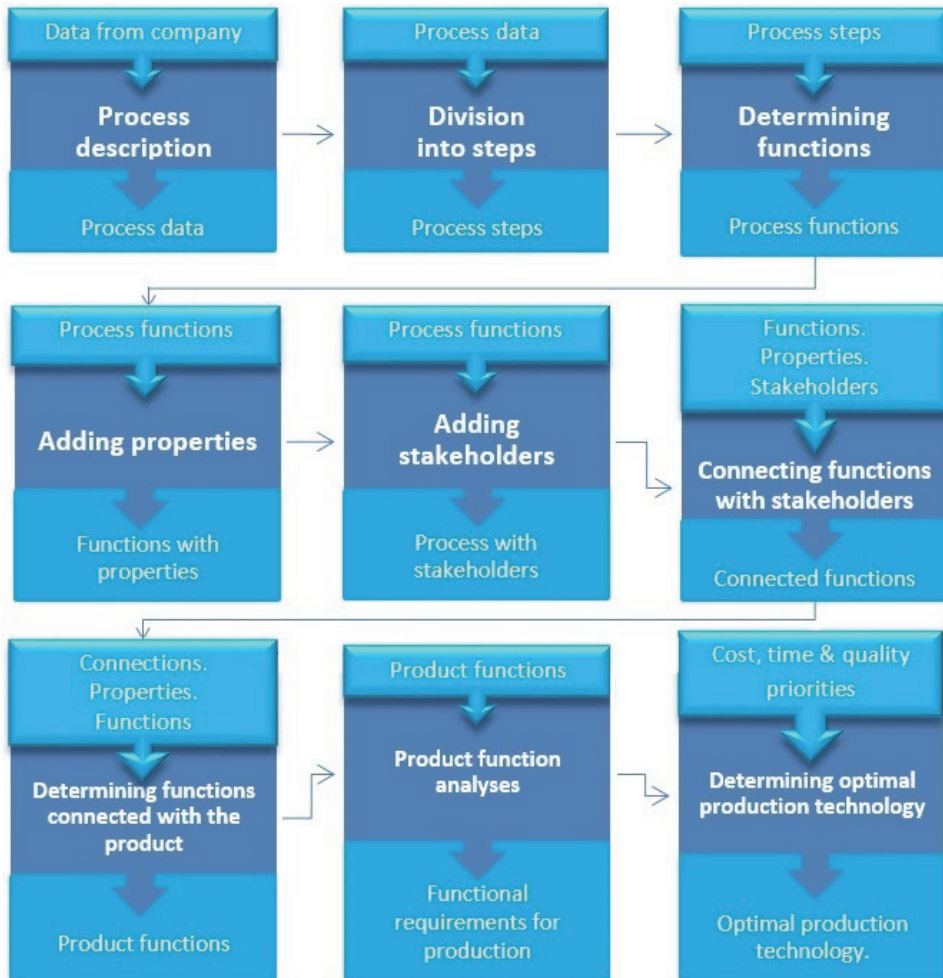 Data from company
Process
description
Process data
Process data
Division
into steps
Process steps
Process steps
Determining
functions
Process functions
Process functions
Adding properties
Functions with
properties
Process functions
Adding
stakeholders
Process with
stakeholders
Functions.
Properties.
Stakeholders
Connecting functions
with stakeholders
Connected functions
Connections.
Properties.
Functions
Determining functions
connected with the
product
Product functions
Product functions
Product function
analyses
Functional
requirements for
production
Cost, time & quality
priorities
Determining optimal
production technology
Optimal production
technology.